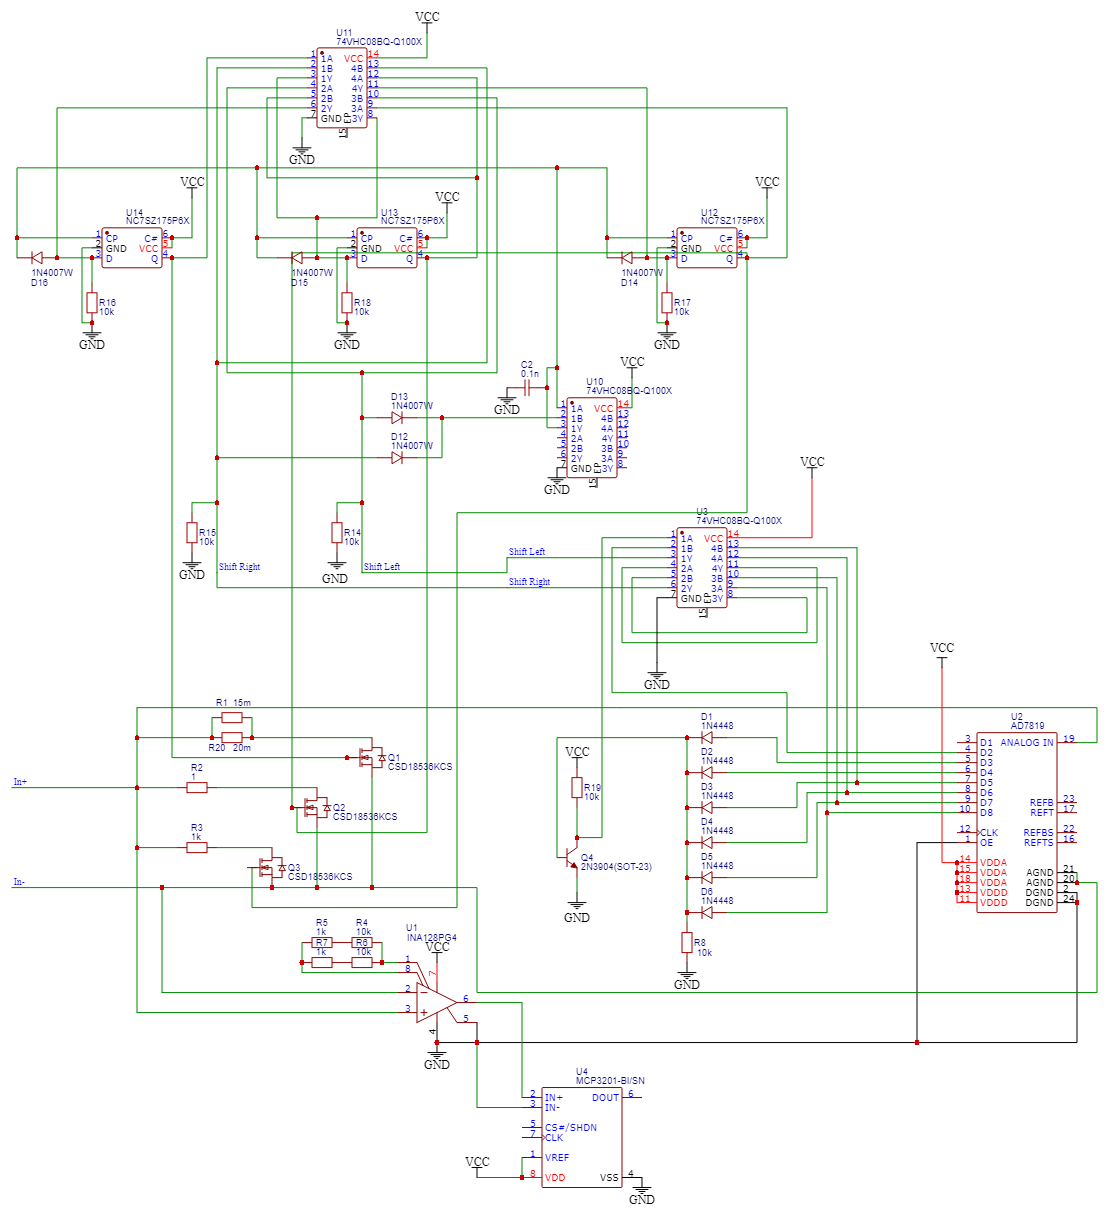 VCC
U11
74VHC08BQ-Q100X
1 1A VCC 14
2 1B 4B 13
3 1Y 4A 12
4 2A 4Y 11
5 2B 3B 10
6 2Y 3A 9
7 GND EP 3Y 8
15
GND
VCC
U14
NC7SZ175P6X
1 CP C# 6
2 GND VCC 5
3 D Q 4
1N4007W
D16
R16
10k
GND
VCC
U13
NC7SZ175P6X
1 CP C# 6
2 GND VCC 5
3 D Q 4
1N4007W
D15
R18
10k
GND
VCC
U12
NC7SZ175P6X
1 CP C# 6
2 GND VCC 5
3 D Q 4
1N4007W
D14
R17
10k
GND
C2
0.1n
GND
VCC
U10
74VHC08BQ-Q100X
1 1A VCC 14
2 1B 4B 13
3 1Y 4A 12
4 2A 4Y 11
5 2B 3B 10
6 2Y 3A 9
7 GND EP 3Y 8
15
GND
D13
1N4007W
D12
1N4007W
R15
10k
GND
R14
10k
GND
Shift Right
Shift Left
Shift Left
Shift Right
VCC
U3
74VHC08BQ-Q100X
1 1A VCC 14
2 1B 4B 13
3 1Y 4A 12
4 2A 4Y 11
5 2B 3B 10
6 2Y 3A 9
7 GND EP 3Y 8
15
GND
R1 15m
R20 20m
Q1
CSD18536KCS
In+
R2
1
Q2
CSD18536KCS
R3
1k
Q3
CSD18536KCS
In-
VCC
R19
10k
Q4
2N3904(SOT-23)
GND
D1
1N4448
D2
1N4448
D3
1N4448
D4
1N4448
D5
1N4448
D6
1N4448
R8
10k
GND
VCC
U2
AD7819
3 D1 ANALOG IN 19
4 D2
5 D3
6 D4
7 D5
8 D6
9 D7 REFB 23
10 D8 REFT 17
12 CLK REFBS 22
1 OE REFTS 16
14 VDDA
15 VDDA AGND 21
18 VDDA AGND 20
13 VDDD DGND 2
11 VDDD DGND 24
R5 R4
1k 10k
R7 R6
1k 10k
U1
INA128PG4
VCC
1
8
7
2
3
6
5
4
GND
U4
MCP3201-BI/SN
2 IN+ DOUT 6
3 IN-
5 CS#/SHDN
7 CLK
1 VREF
VCC
8 VDD VSS 4
GND